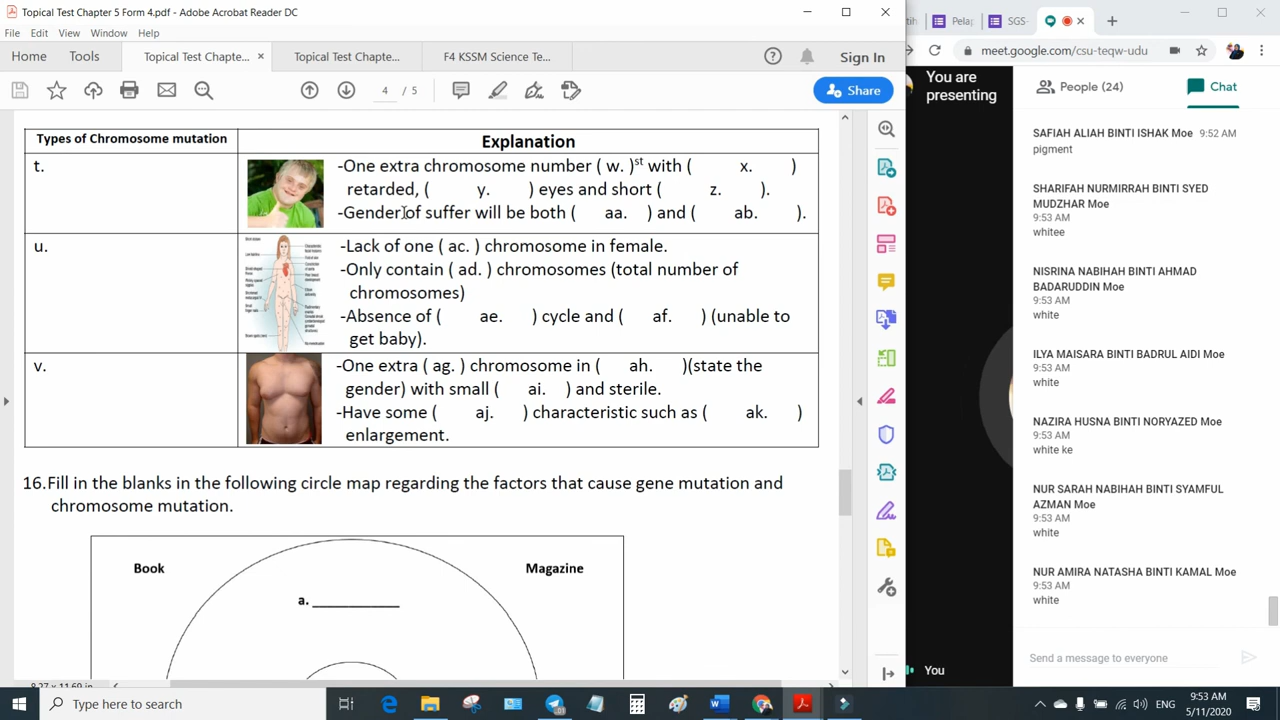 Topical Test Chapter 5 Form 4.pdf - Adobe Acrobat Reader DC
File Edit View Window Help
Home Tools Topical Test Chapte... × Topical Test Chapte... F4 KSSM Science Te... Sign In
4 / 5 Share
Types of Chromosome mutation Explanation
t. -One extra chromosome number ( w. )st with ( x. )
retarded, ( y. ) eyes and short ( z. ).
-Gender of suffer will be both ( aa. ) and ( ab. ).
u. -Lack of one ( ac. ) chromosome in female.
-Only contain ( ad. ) chromosomes (total number of
chromosomes)
-Absence of ( ae. ) cycle and ( af. ) (unable to
get baby).
v. -One extra ( ag. ) chromosome in ( ah. )(state the
gender) with small ( ai. ) and sterile.
-Have some ( aj. ) characteristic such as ( ak. )
enlargement.
16.Fill in the blanks in the following circle map regarding the factors that cause gene mutation and
chromosome mutation.
Book Magazine
a. ____________
Pelaj SGS-
meet.google.com/csu-teqw-udu
You are
presenting
People (24) Chat
SAFIAH ALIAH BINTI ISHAK Moe 9:52 AM
pigment
SHARIFAH NURMIRRAH BINTI SYED
MUDZHAR Moe
9:53 AM
whitee
NISRINA NABIHAH BINTI AHMAD
BADARUDDIN Moe
9:53 AM
white
ILYA MAISARA BINTI BADRUL AIDI Moe
9:53 AM
white
NAZIRA HUSNA BINTI NORYAZED Moe
9:53 AM
white ke
NUR SARAH NABIHAH BINTI SYAMFUL
AZMAN Moe
9:53 AM
white
NUR AMIRA NATASHA BINTI KAMAL Moe
9:53 AM
white
Send a message to everyone
You
Type here to search
ENG
9:53 AM
5/11/2020